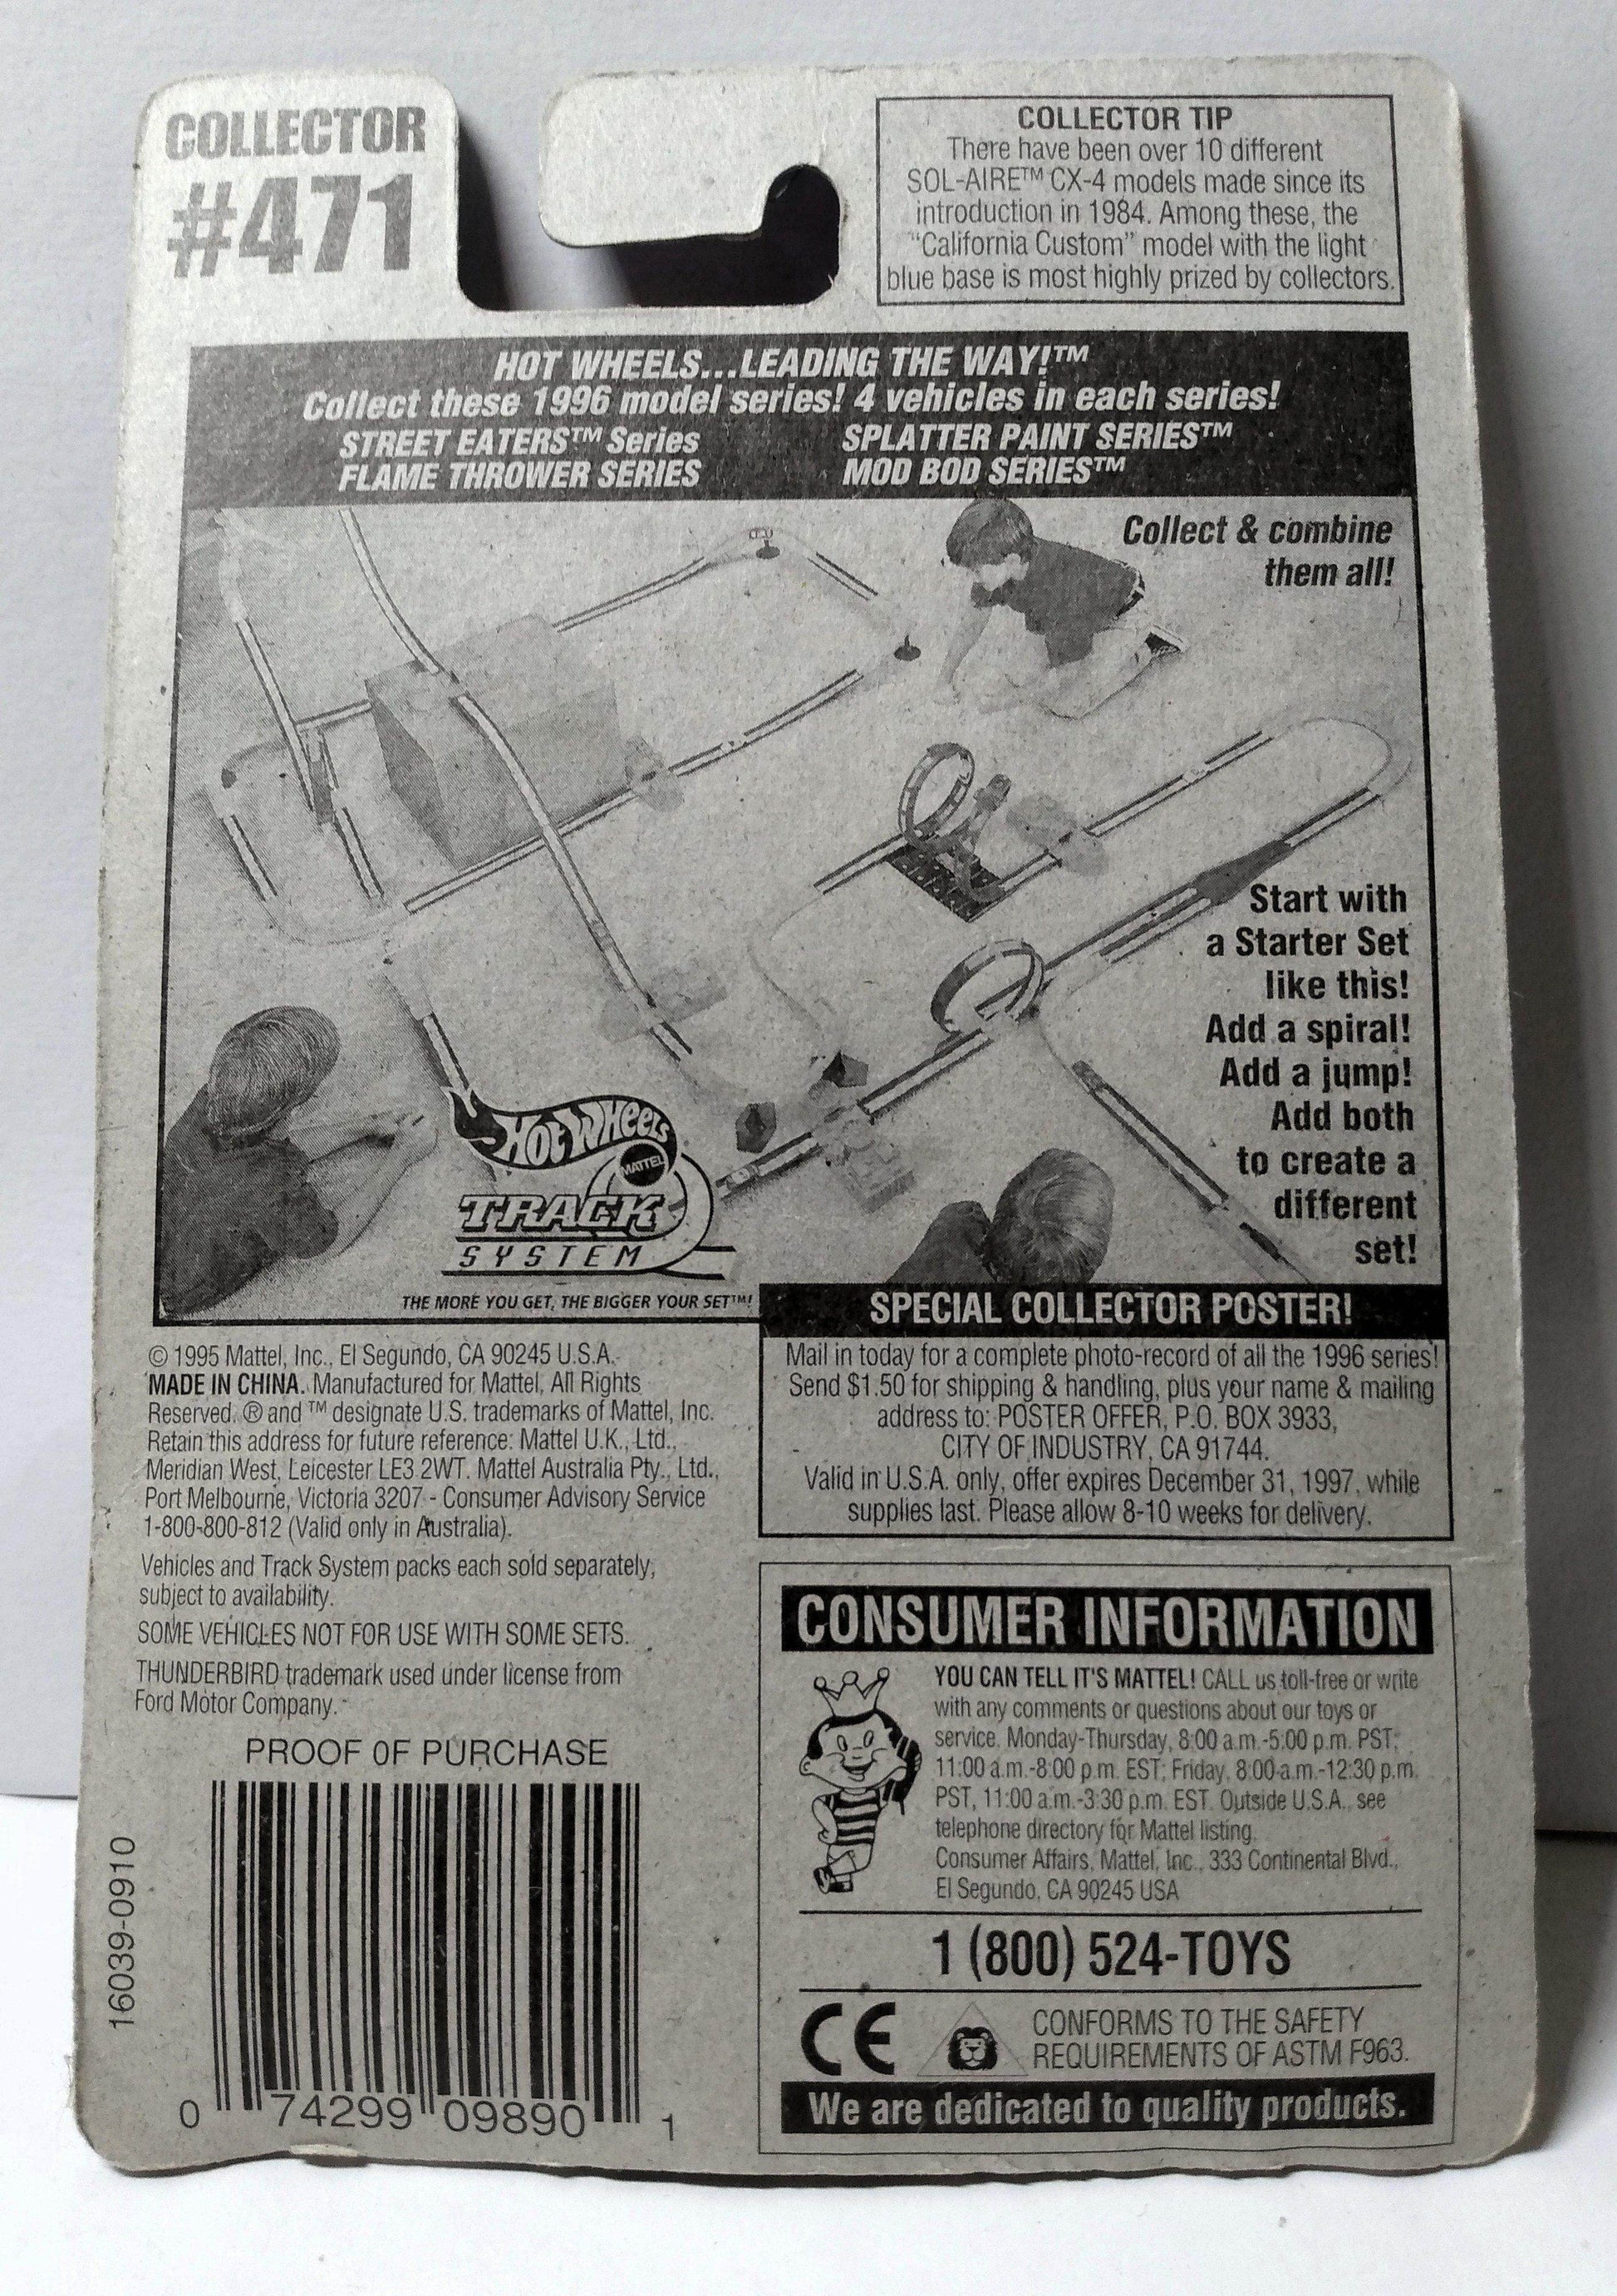 COLLECTOR
#471
COLLECTOR TIP
There have been over 10 different
SOL-AIRE™ CX-4 models made since its
introduction in 1984. Among these, the
"California Custom" model with the light
blue base is most highly prized by collectors.
HOT WHEELS...LEADING THE WAY!™
Collect these 1996 model series! 4 vehicles in each series!
STREET EATERS™ Series
SPLATTER PAINT SERIES™
FLAME THROWER SERIES
MOD BOD SERIES™
Collect & combine
them all!
Start with
a Starter Set
like this!
Add a spiral!
Add a jump!
Add both
to create a
different
set!
Hot Wheels
MATTEL
TRACK
SYSTEM
THE MORE YOU GET, THE BIGGER YOUR SET™!
SPECIAL COLLECTOR POSTER!
Mail in today for a complete photo-record of all the 1996 series!
Send $1.50 for shipping & handling, plus your name & mailing
address to: POSTER OFFER, P.O. BOX 3933,
CITY OF INDUSTRY, CA 91744.
Valid in U.S.A. only, offer expires December 31, 1997, while
supplies last. Please allow 8-10 weeks for delivery.
© 1995 Mattel, Inc., El Segundo, CA 90245 U.S.A.
MADE IN CHINA. Manufactured for Mattel, All Rights
Reserved. ® and ™ designate U.S. trademarks of Mattel, Inc.
Retain this address for future reference: Mattel U.K., Ltd.,
Meridian West, Leicester LE3 2WT. Mattel Australia Pty., Ltd.,
Port Melbourne, Victoria 3207 - Consumer Advisory Service
1-800-800-812 (Valid only in Australia).
Vehicles and Track System packs each sold separately,
subject to availability.
SOME VEHICLES NOT FOR USE WITH SOME SETS.
THUNDERBIRD trademark used under license from
Ford Motor Company.
PROOF OF PURCHASE
16039-0910
0 74299 09890 1
CONSUMER INFORMATION
YOU CAN TELL IT'S MATTEL! CALL us toll-free or write
with any comments or questions about our toys or
service. Monday-Thursday, 8:00 a.m.-5:00 p.m. PST;
11:00 a.m.-8:00 p.m. EST; Friday, 8:00 a.m.-12:30 p.m.
PST, 11:00 a.m.-3:30 p.m. EST. Outside U.S.A., see
telephone directory for Mattel listing.
Consumer Affairs, Mattel, Inc., 333 Continental Blvd.,
El Segundo, CA 90245 USA
1 (800) 524-TOYS
CE
CONFORMS TO THE SAFETY
REQUIREMENTS OF ASTM F963.
We are dedicated to quality products.